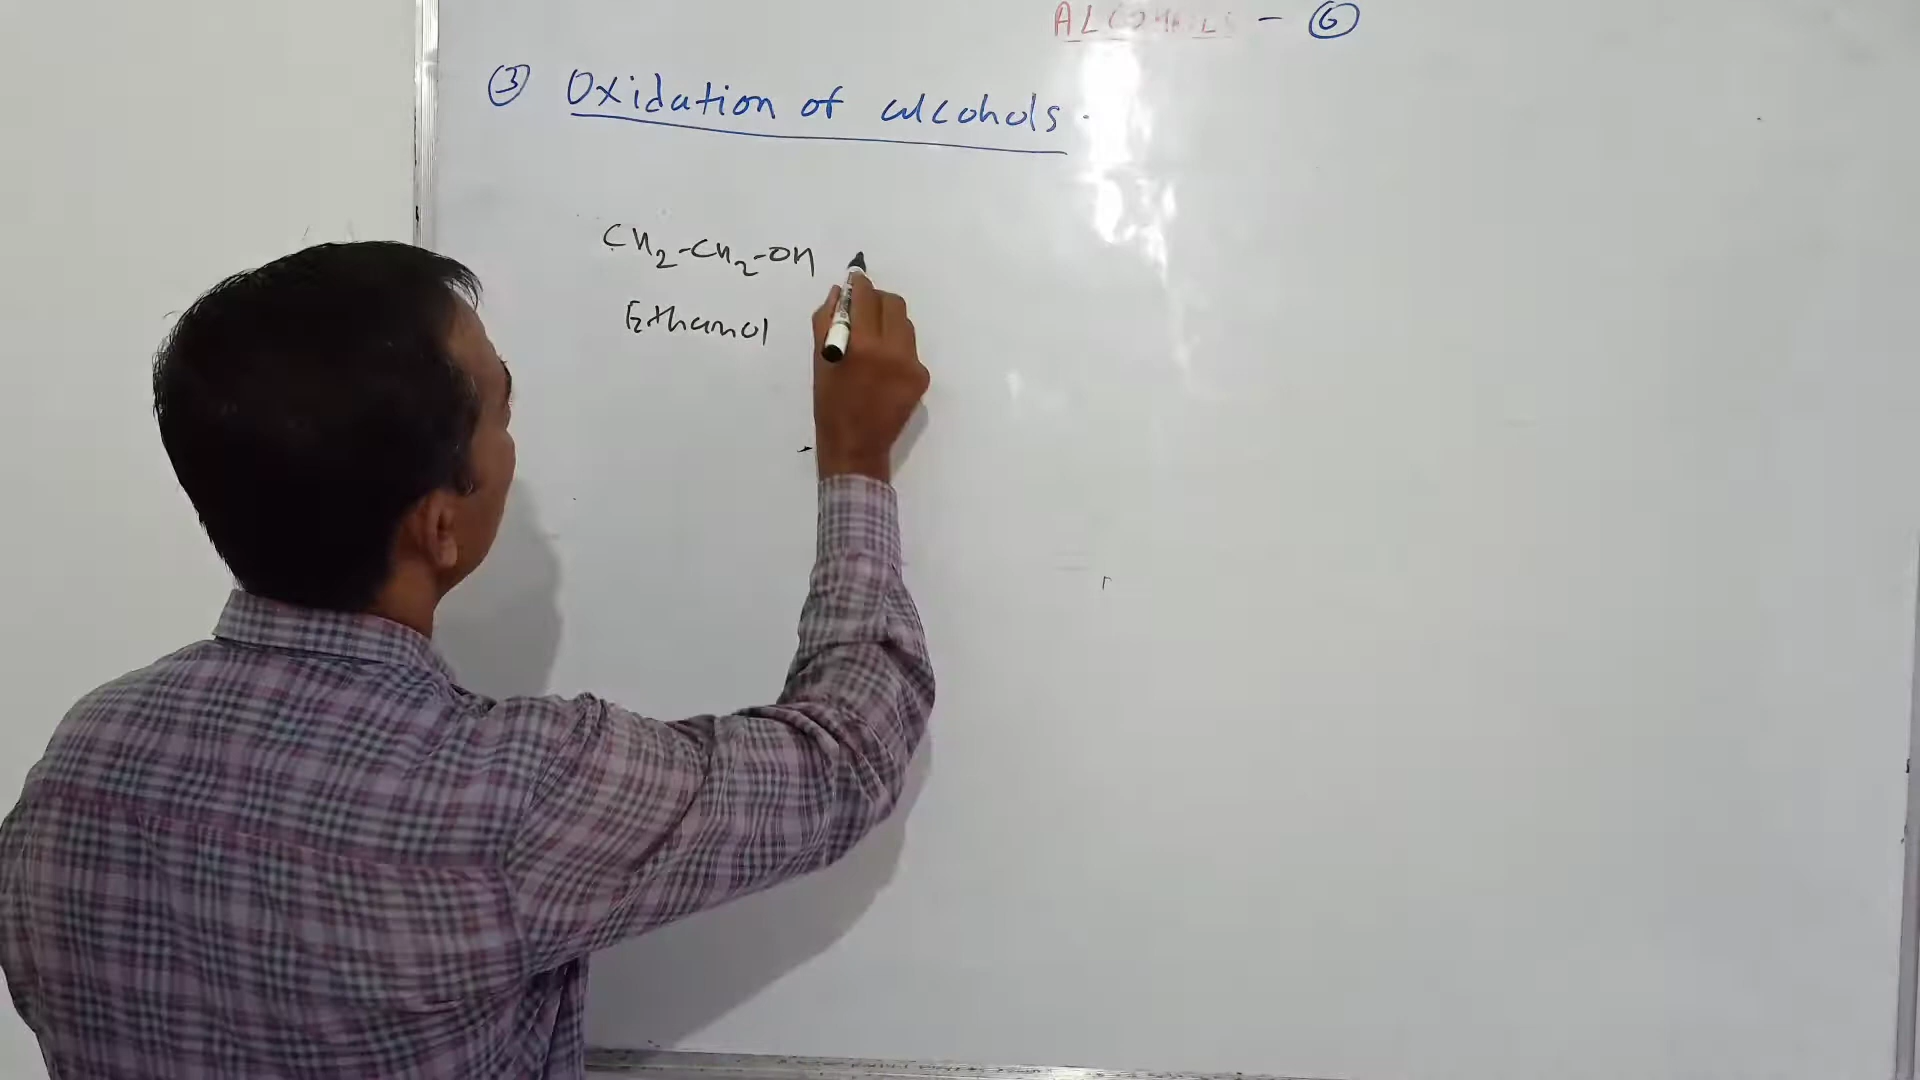 ALCOHOLS - ⑥
③ Oxidation of alcohols.
CH₂-CH₂-OH
Ethanol